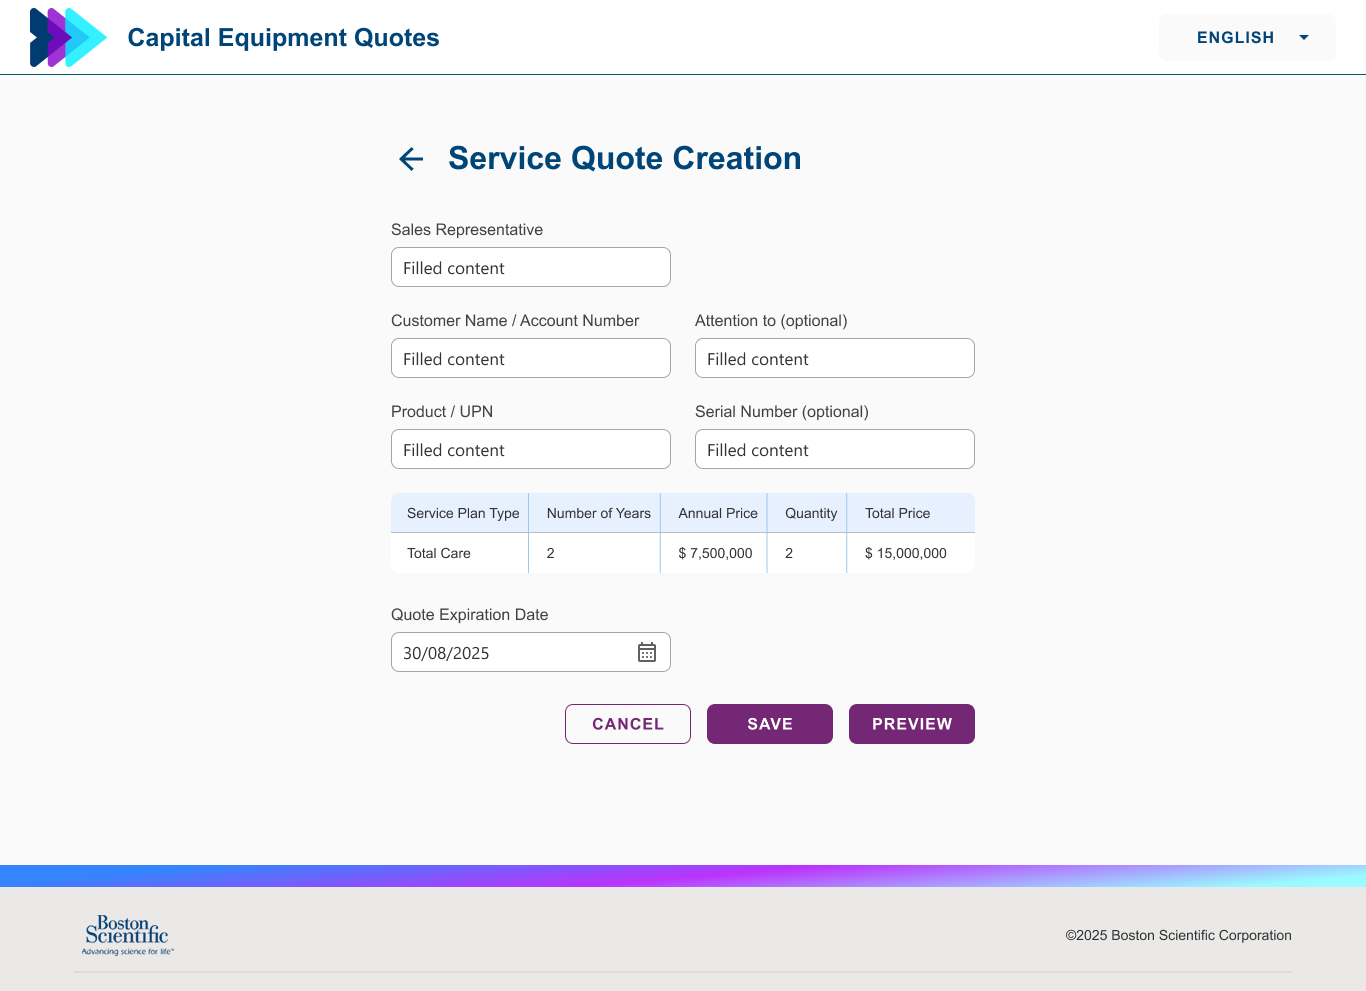 Capital Equipment Quotes
ENGLISH
Service Quote Creation
Sales Representative
Filled content
Customer Name / Account Number
Attention to (optional)
Filled content
Filled content
Product / UPN
Serial Number (optional)
Filled content
Filled content
Service Plan Type Number of Years Annual Price Quantity Total Price
Total Care 2 $ 7,500,000 2 $ 15,000,000
Quote Expiration Date
30/08/2025
CANCEL SAVE PREVIEW
Boston
Scientific
Advancing science for life™
©2025 Boston Scientific Corporation